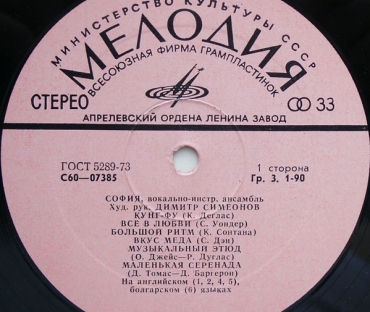 МИНИСТЕРСТВО КУЛЬТУРЫ СССР
МЕЛОДИЯ
ВСЕСОЮЗНАЯ ФИРМА ГРАМПЛАСТИНОК
СТЕРЕО
33
АПРЕЛЕВСКИЙ ОРДЕНА ЛЕНИНА ЗАВОД
ГОСТ 5289-73
С60—07385
1 сторона
Гр. 3. 1-90
СОФИЯ, вокально-инстр. ансамбль
Худ. рук. ДИМИТР СИМЕОНОВ
КУНГ-ФУ (К. Деглас)
ВСЕ В ЛЮБВИ (С. Уондер)
БОЛЬШОЙ РИТМ (К. Сонтана)
ВКУС МЕДА (С. Дэн)
МУЗЫКАЛЬНЫЙ ЭТЮД
(О. Джейс—Р. Дуглас)
МАЛЕНЬКАЯ СЕРЕНАДА
(Д. Томас—Д. Баргерон)
На английском (1, 2, 4, 5),
болгарском (6) языках